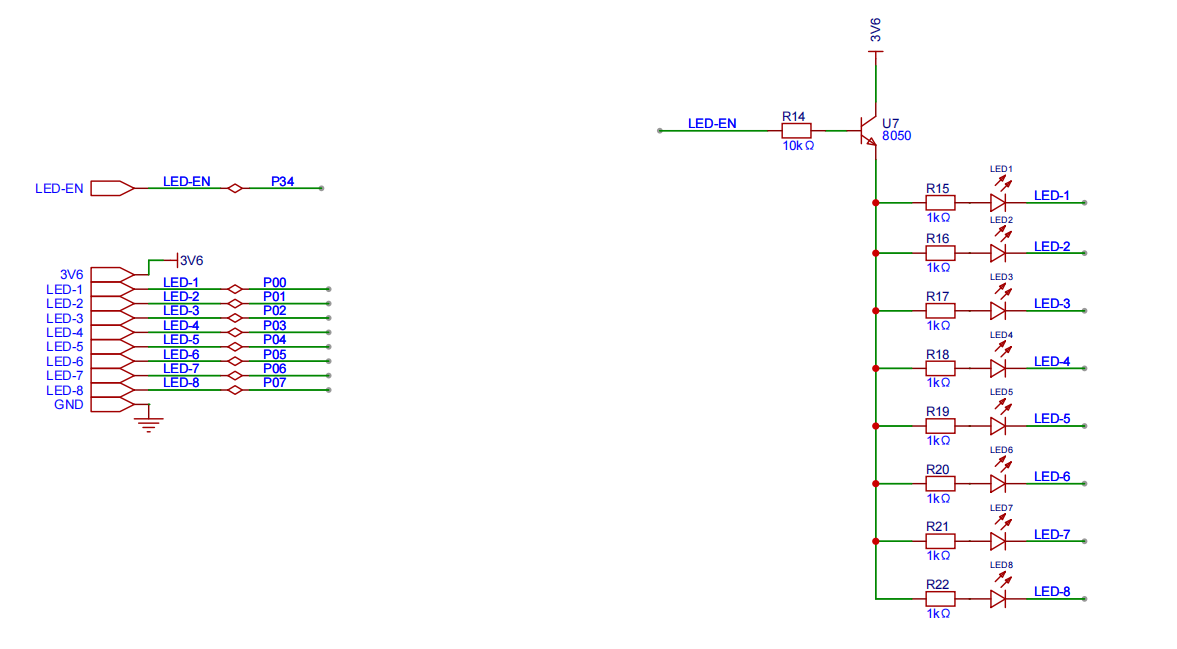 LED-EN LED-EN P34
3V6 3V6
LED-1 LED-1 P00
LED-2 LED-2 P01
LED-3 LED-3 P02
LED-4 LED-4 P03
LED-5 LED-5 P04
LED-6 LED-6 P05
LED-7 LED-7 P06
LED-8 LED-8 P07
GND
3V6
LED-EN R14 U7
10kΩ 8050
LED1
R15 LED-1
1kΩ
LED2
R16 LED-2
1kΩ
LED3
R17 LED-3
1kΩ
LED4
R18 LED-4
1kΩ
LED5
R19 LED-5
1kΩ
LED6
R20 LED-6
1kΩ
LED7
R21 LED-7
1kΩ
LED8
R22 LED-8
1kΩ